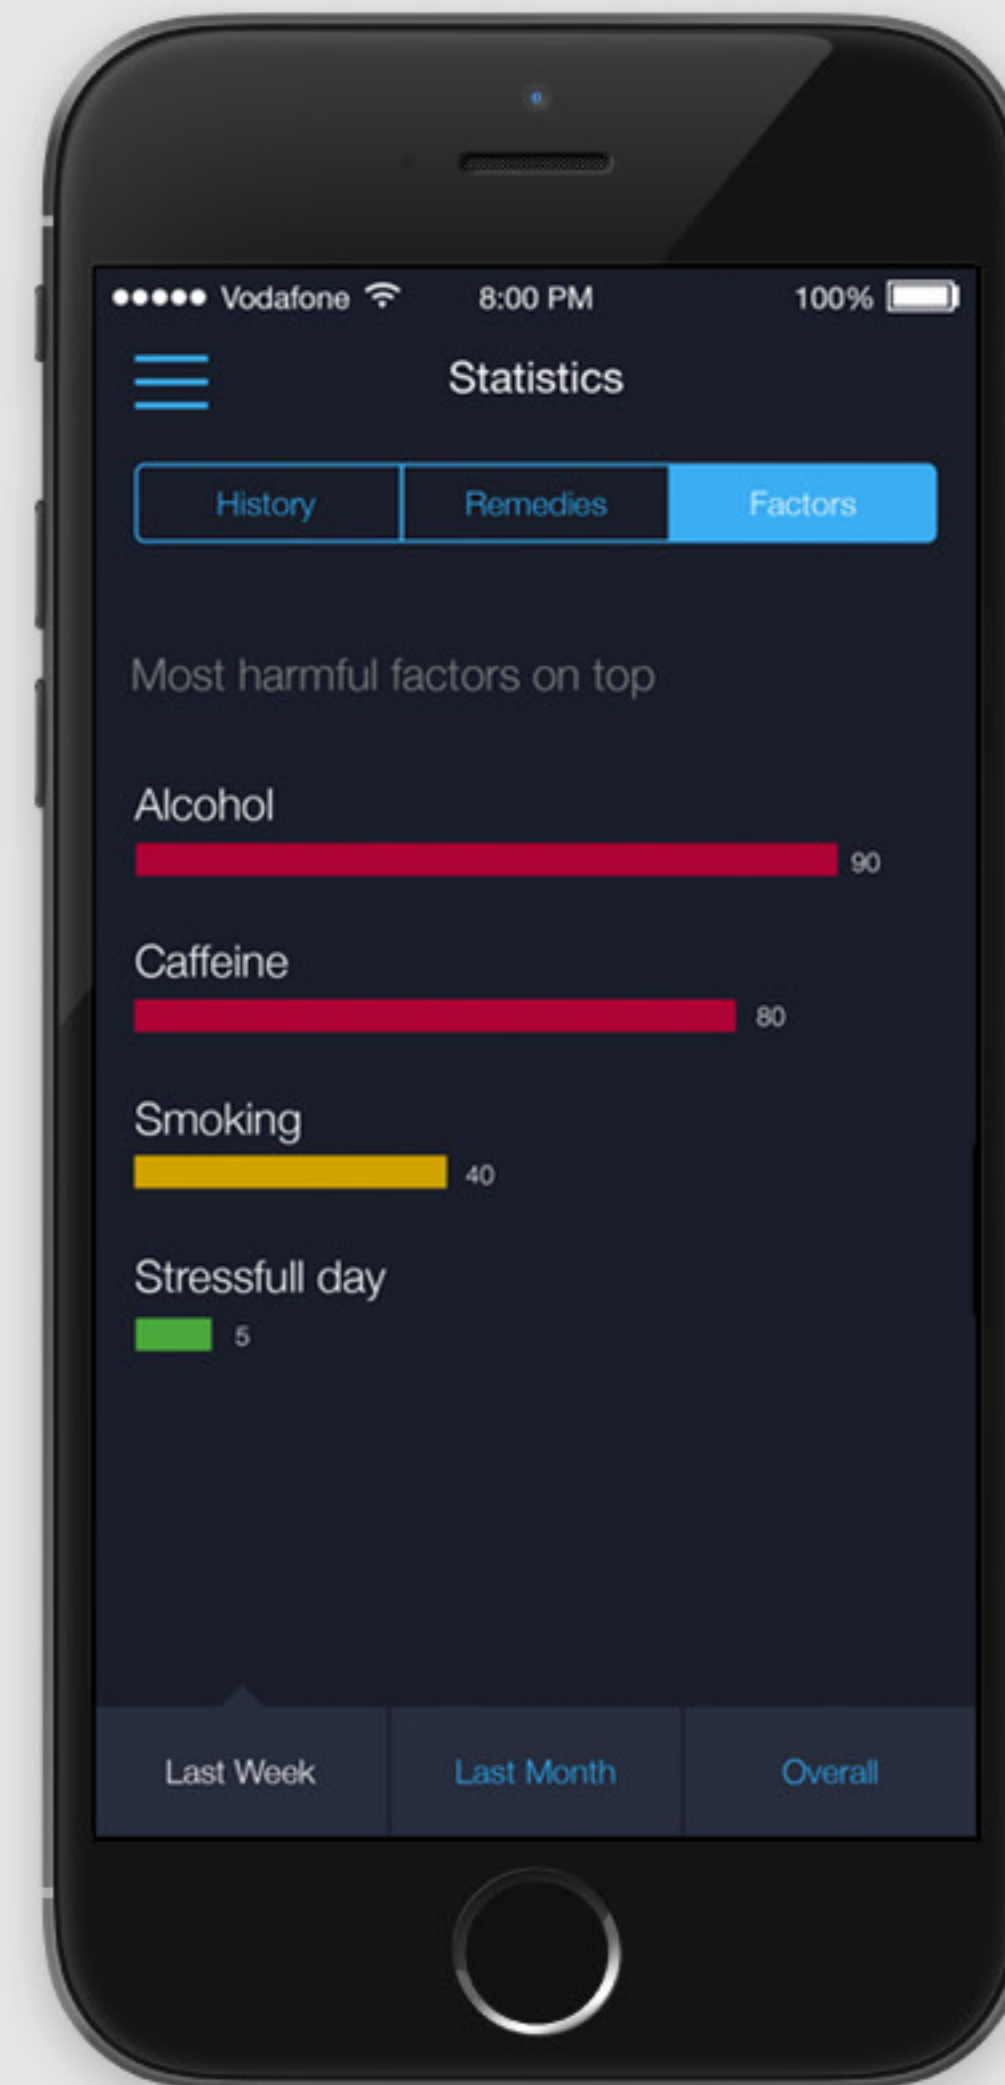 Vodafone 8:00 PM 100%
Statistics
History Remedies Factors
Most harmful factors on top
Alcohol
90
Caffeine
80
Smoking
40
Stressfull day
5
Last Week Last Month Overall